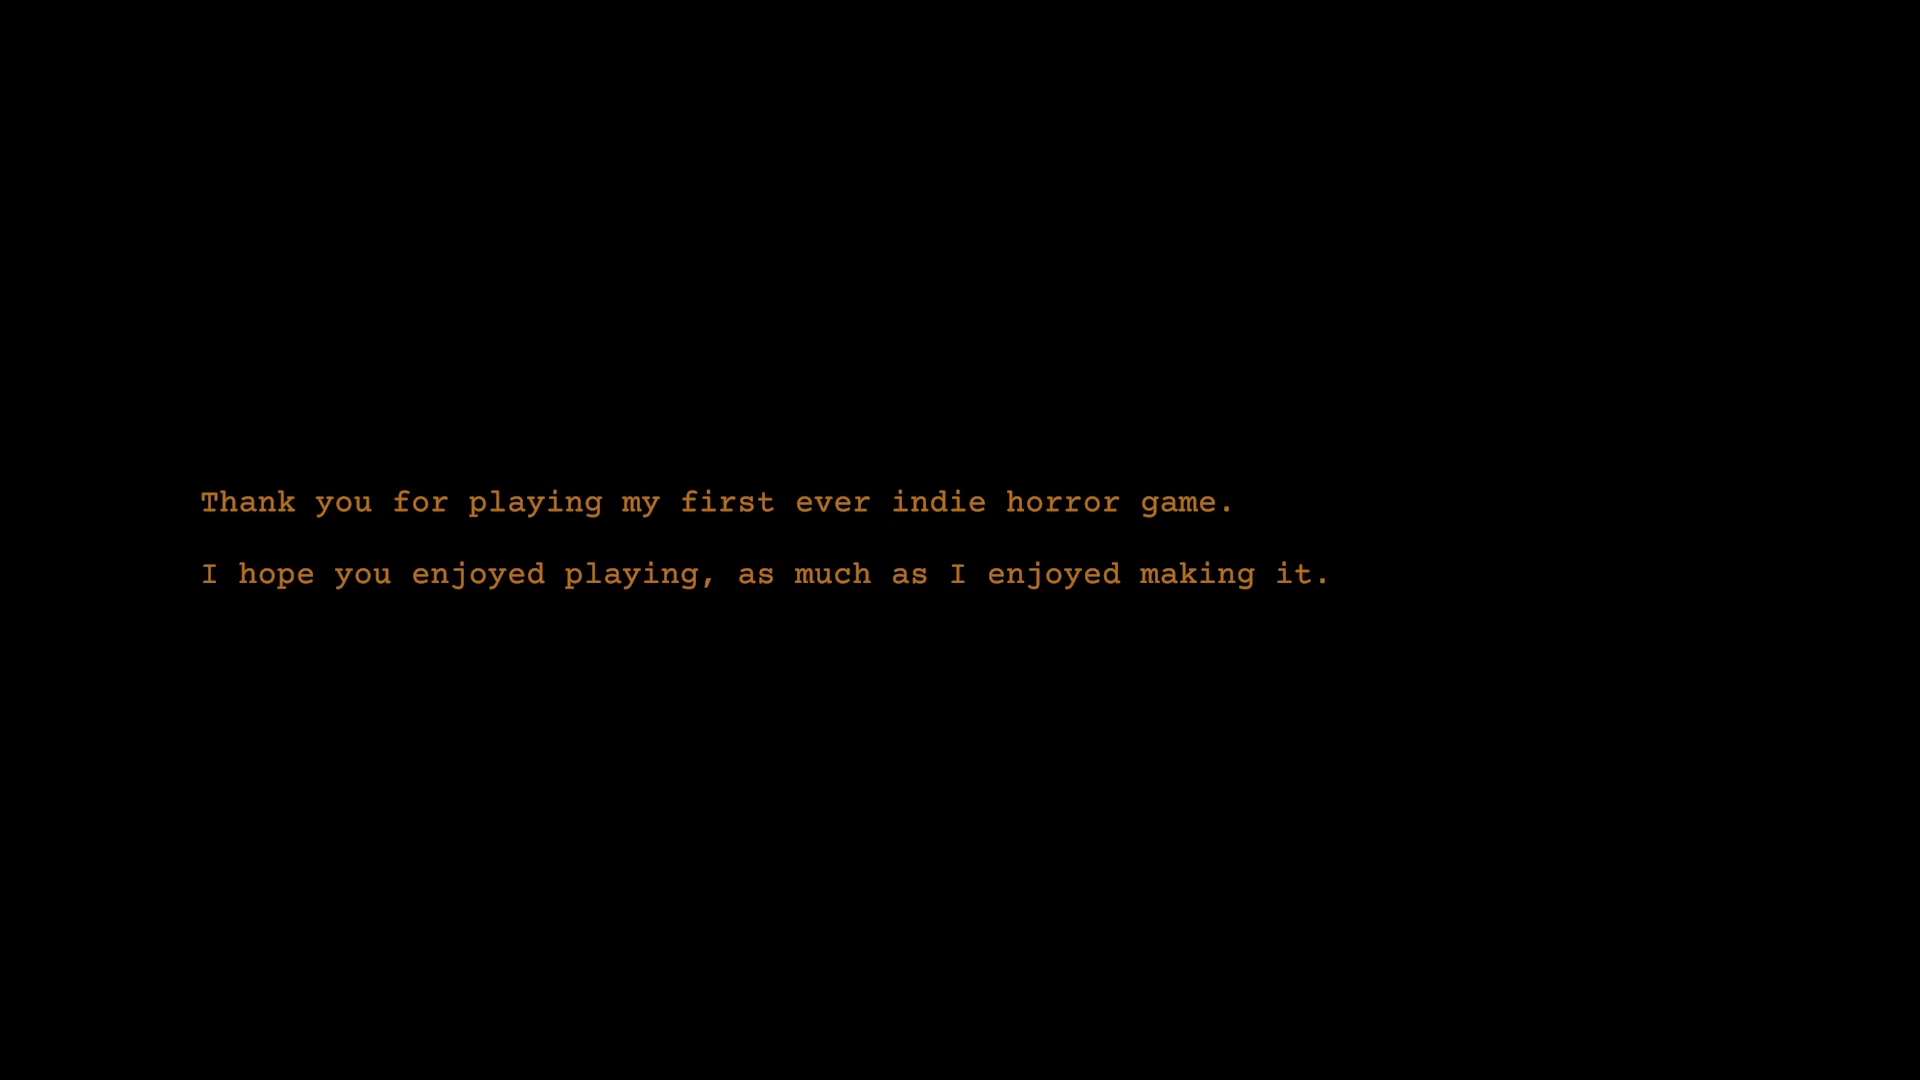 Thank you for playing my first ever indie horror game.
I hope you enjoyed playing, as much as I enjoyed making it.